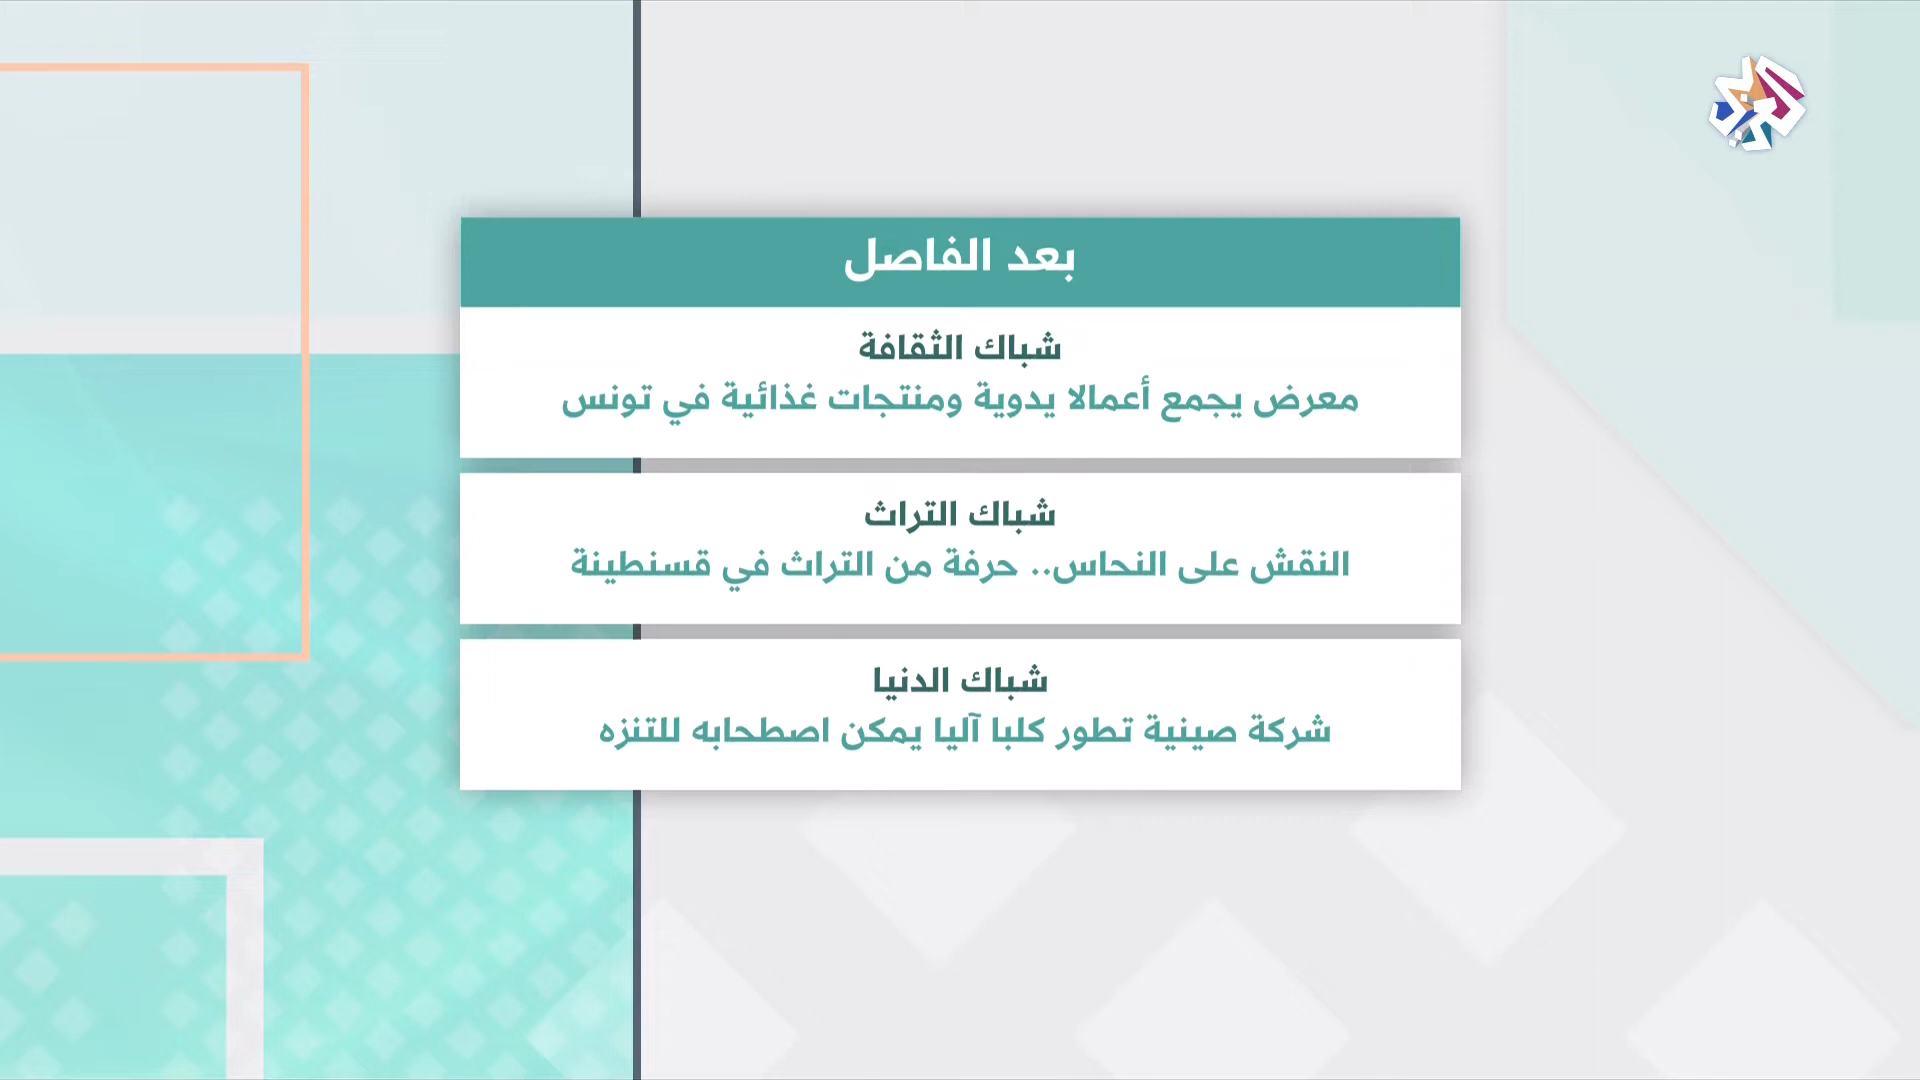 بعد الفاصل
شباك الثقافة
معرض يجمع أعمالا يدوية ومنتجات غذائية في تونس
شباك التراث
النقش على النحاس.. حرفة من التراث في قسنطينة
شباك الدنيا
شركة صينية تطور كلبا آليا يمكن اصطحابه للتنزه